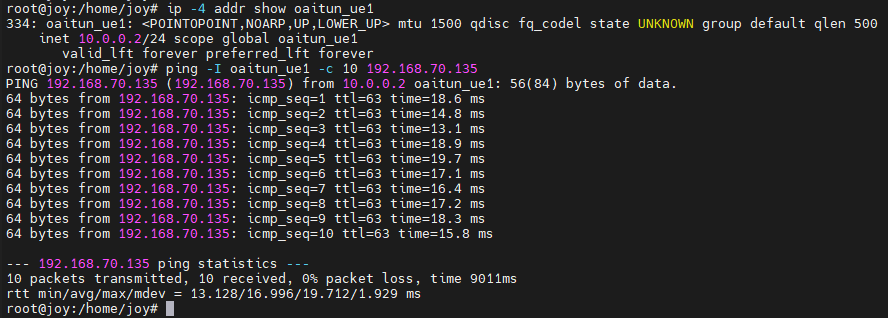 root@joy:/home/joy# ip -4 addr show oaitun_ue1
334: oaitun_ue1: <POINTOPOINT,NOARP,UP,LOWER_UP> mtu 1500 qdisc fq_codel state UNKNOWN group default qlen 500
    inet 10.0.0.2/24 scope global oaitun_ue1
       valid_lft forever preferred_lft forever
root@joy:/home/joy# ping -I oaitun_ue1 -c 10 192.168.70.135
PING 192.168.70.135 (192.168.70.135) from 10.0.0.2 oaitun_ue1: 56(84) bytes of data.
64 bytes from 192.168.70.135: icmp_seq=1 ttl=63 time=18.6 ms
64 bytes from 192.168.70.135: icmp_seq=2 ttl=63 time=14.8 ms
64 bytes from 192.168.70.135: icmp_seq=3 ttl=63 time=13.1 ms
64 bytes from 192.168.70.135: icmp_seq=4 ttl=63 time=18.9 ms
64 bytes from 192.168.70.135: icmp_seq=5 ttl=63 time=19.7 ms
64 bytes from 192.168.70.135: icmp_seq=6 ttl=63 time=17.1 ms
64 bytes from 192.168.70.135: icmp_seq=7 ttl=63 time=16.4 ms
64 bytes from 192.168.70.135: icmp_seq=8 ttl=63 time=17.2 ms
64 bytes from 192.168.70.135: icmp_seq=9 ttl=63 time=18.3 ms
64 bytes from 192.168.70.135: icmp_seq=10 ttl=63 time=15.8 ms

--- 192.168.70.135 ping statistics ---
10 packets transmitted, 10 received, 0% packet loss, time 9011ms
rtt min/avg/max/mdev = 13.128/16.996/19.712/1.929 ms
root@joy:/home/joy#